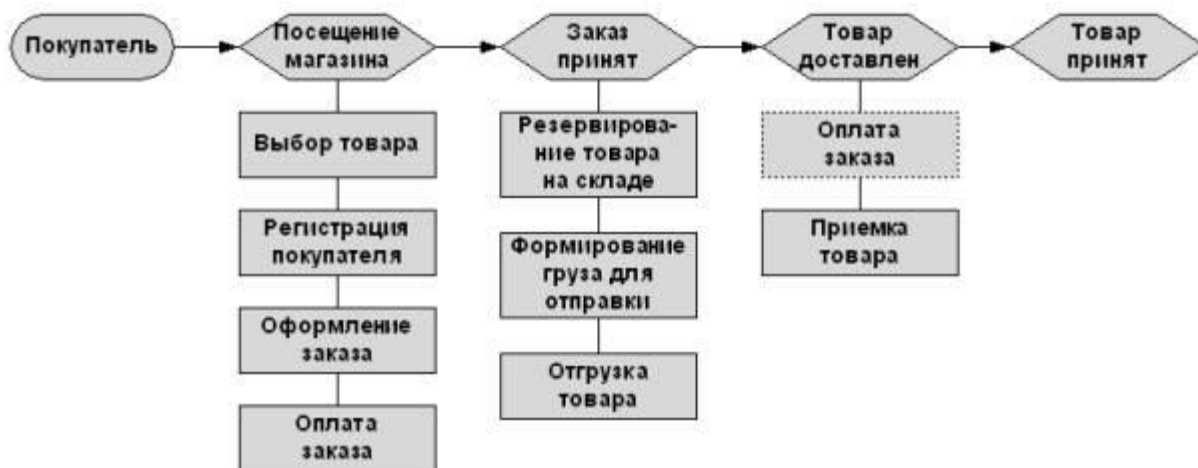 Покупатель
Посещение
магазина
Заказ
принят
Товар
доставлен
Товар
принят
Выбор товара
Регистрация
покупателя
Оформление
заказа
Оплата
заказа
Резервирова-
ние товара
на складе
Формирование
груза для
отправки
Отгрузка
товара
Оплата
заказа
Приемка
товара